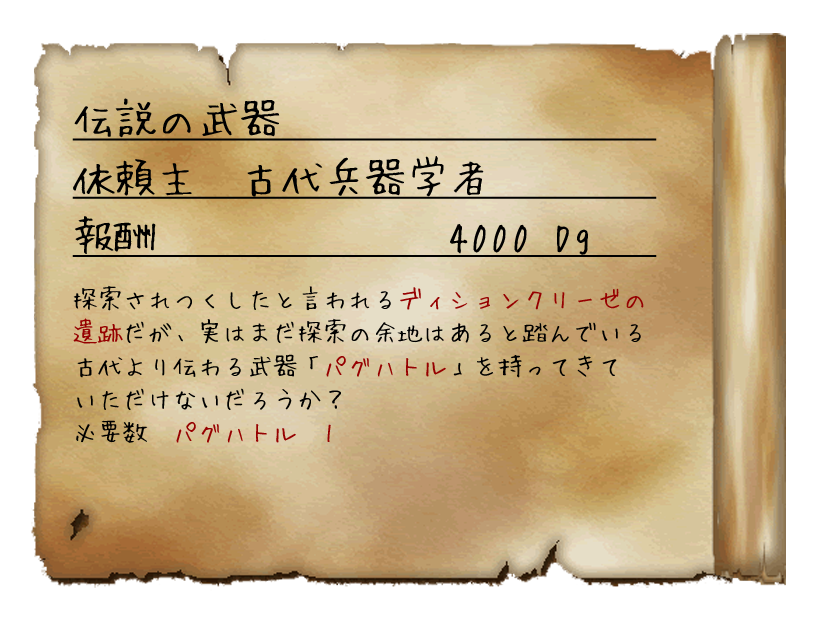 伝説の武器
依頼主　古代兵器学者
報酬　4000 Dg
探索されつくしたと言われるディションクリーゼの
遺跡だが、実はまだ探索の余地はあると踏んでいる
古代より伝わる武器「パグハトル」を持ってきて
いただけないだろうか？
必要数　パグハトル　1